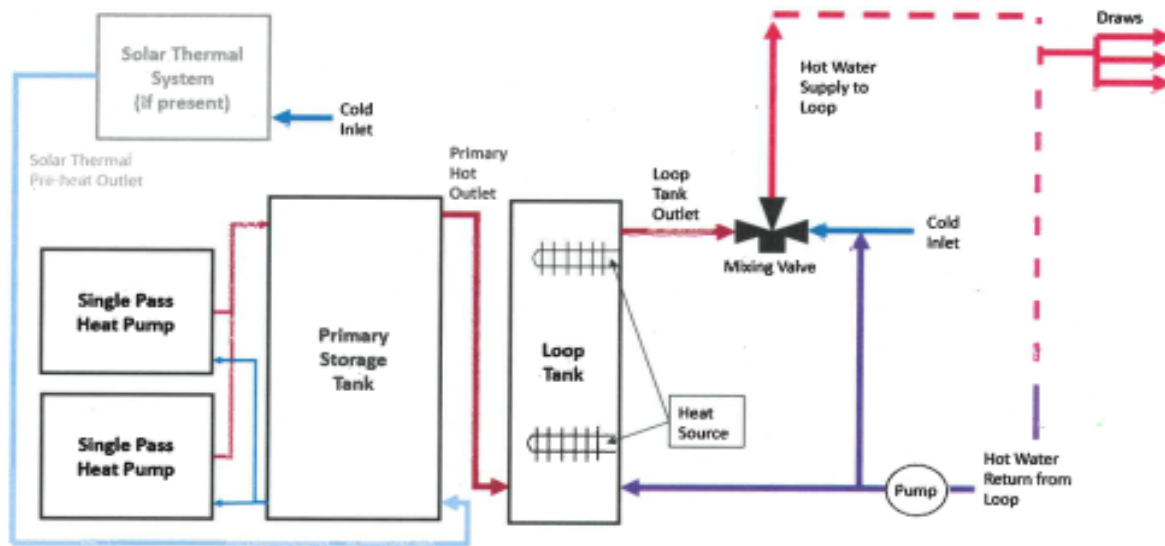 Solar Thermal
System
(if present)
Cold
Inlet
Solar Thermal
Pre-heat Outlet
Primary
Hot
Outlet
Loop
Tank
Outlet
Hot Water
Supply to
Loop
Draws
Cold
Inlet
Mixing Valve
Single Pass
Heat Pump
Single Pass
Heat Pump
Primary
Storage
Tank
Loop
Tank
Heat
Source
Pump
Hot Water
Return from
Loop